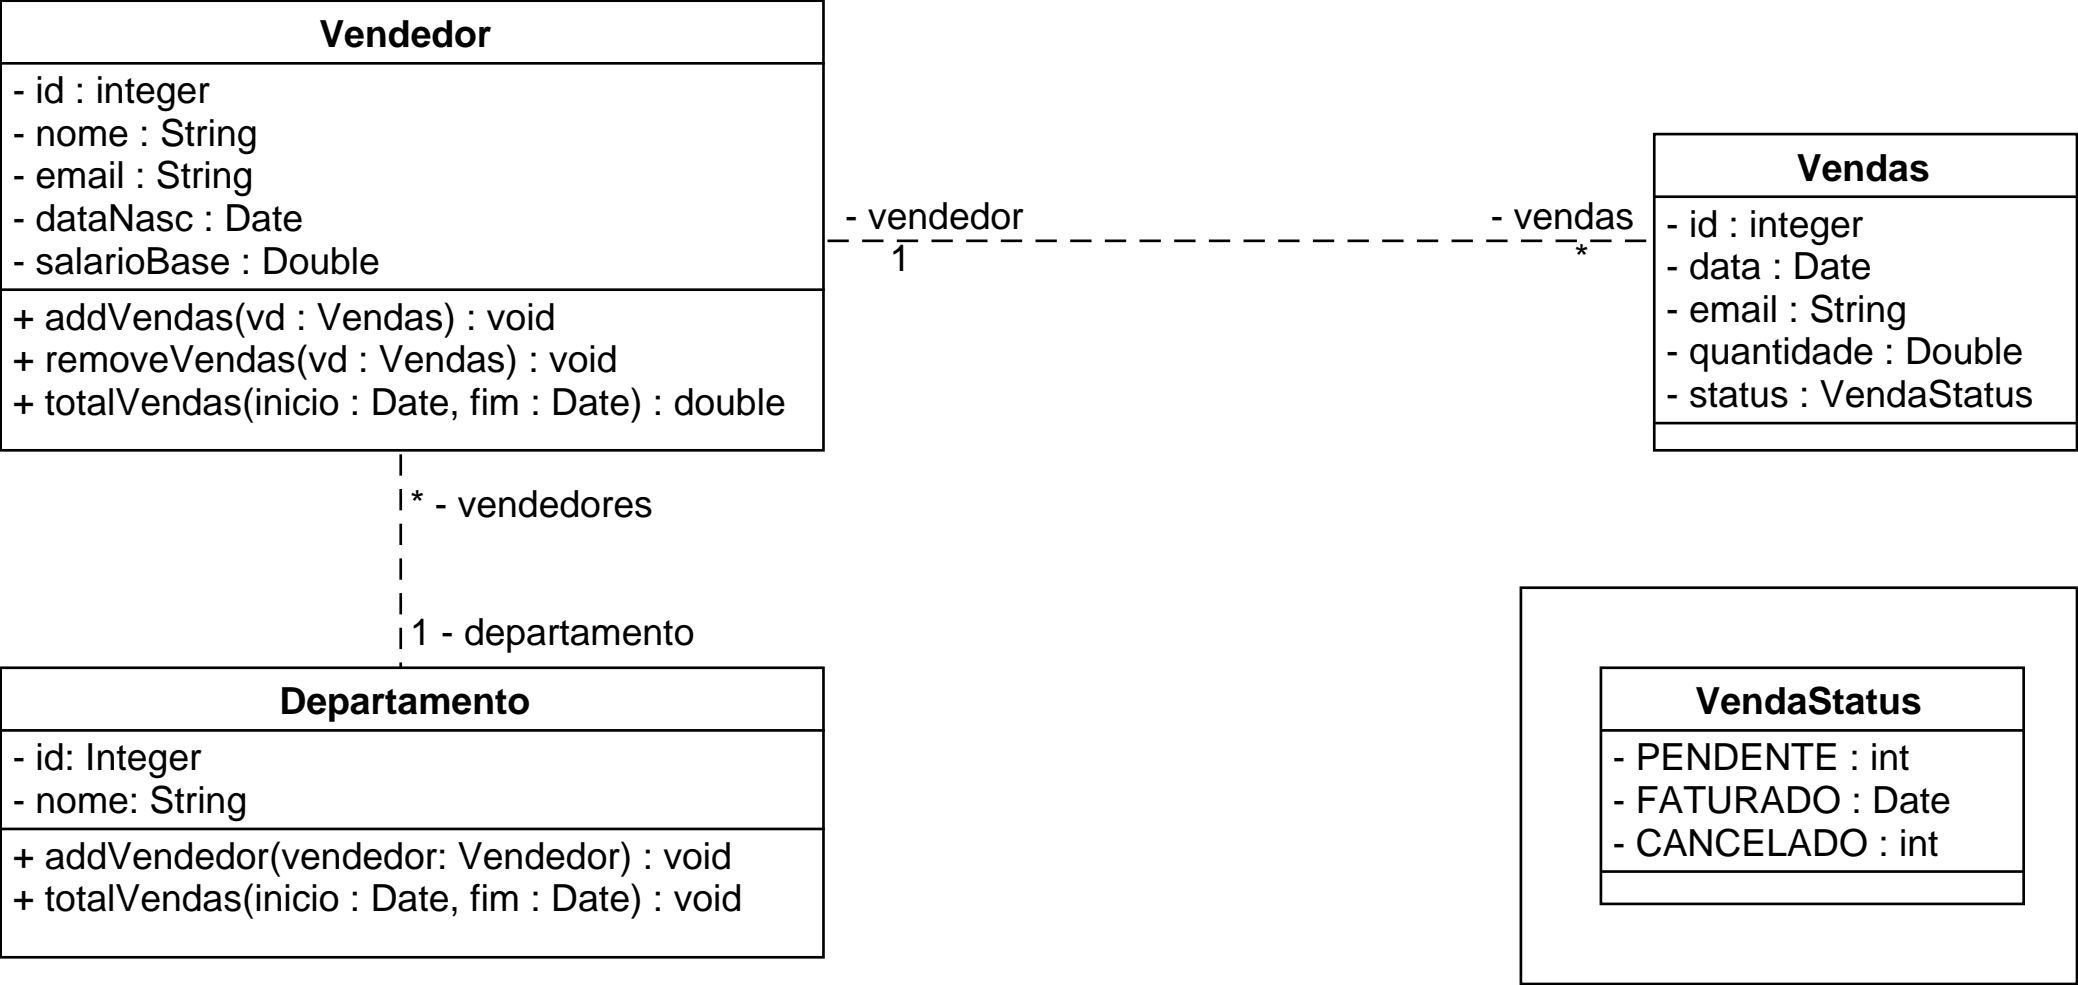 Vendedor
- id : integer
- nome : String
- email : String
- dataNasc : Date
- salarioBase : Double
+ addVendas(vd : Vendas) : void
+ removeVendas(vd : Vendas) : void
+ totalVendas(inicio : Date, fim : Date) : double
- vendedor
1
- vendas
*
Vendas
- id : integer
- data : Date
- email : String
- quantidade : Double
- status : VendaStatus
* - vendedores
1 - departamento
Departamento
- id: Integer
- nome: String
+ addVendedor(vendedor: Vendedor) : void
+ totalVendas(inicio : Date, fim : Date) : void
VendaStatus
- PENDENTE : int
- FATURADO : Date
- CANCELADO : int